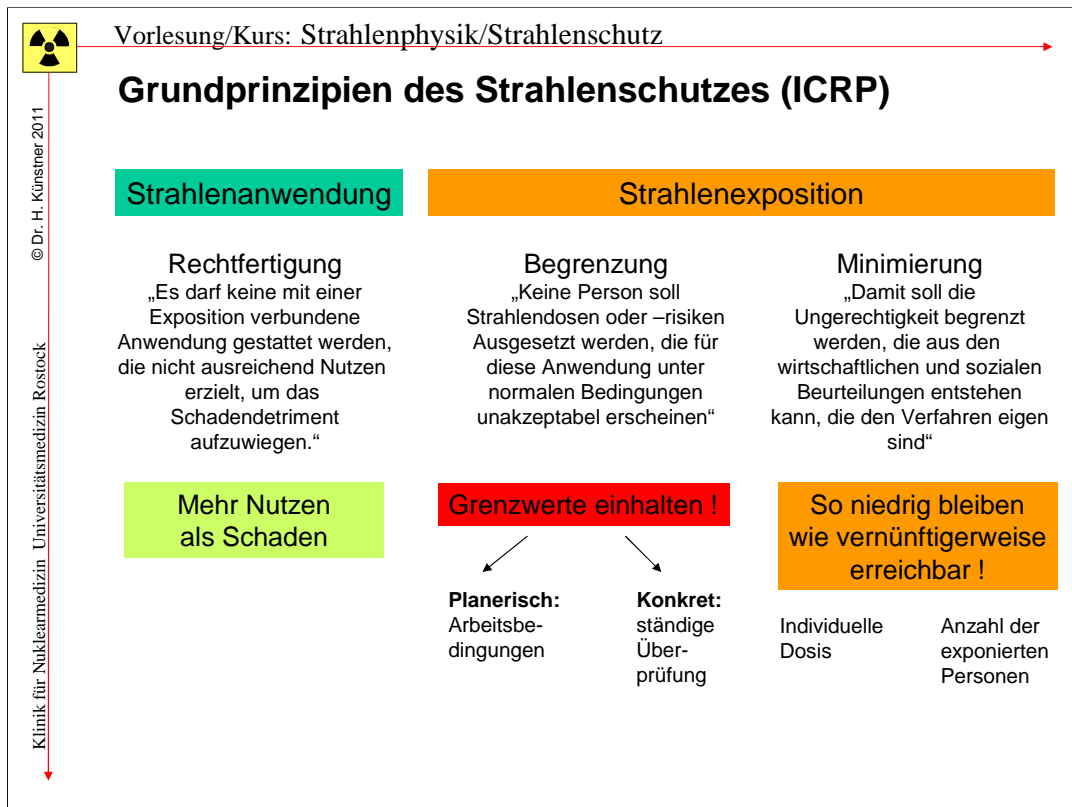 Vorlesung/Kurs: Strahlenphysik/Strahlenschutz
Grundprinzipien des Strahlenschutzes (ICRP)
© Dr. H. Künstner 2011
Klinik für Nuklearmedizin Universitätsmedizin Rostock
Strahlenanwendung
Rechtfertigung
„Es darf keine mit einer
Exposition verbundene
Anwendung gestattet werden,
die nicht ausreichend Nutzen
erzielt, um das
Schadendetriment
aufzuwiegen.“
Mehr Nutzen
als Schaden
Strahlenexposition
Begrenzung
„Keine Person soll
Strahlendosen oder –risiken
Ausgesetzt werden, die für
diese Anwendung unter
normalen Bedingungen
unakzeptabel erscheinen“
Grenzwerte einhalten !
Planerisch:
Arbeitsbe-
dingungen
Konkret:
ständige
Über-
prüfung
Minimierung
„Damit soll die
Ungerechtigkeit begrenzt
werden, die aus den
wirtschaftlichen und sozialen
Beurteilungen entstehen
kann, die den Verfahren eigen
sind“
So niedrig bleiben
wie vernünftigerweise
erreichbar !
Individuelle
Dosis
Anzahl der
exponierten
Personen